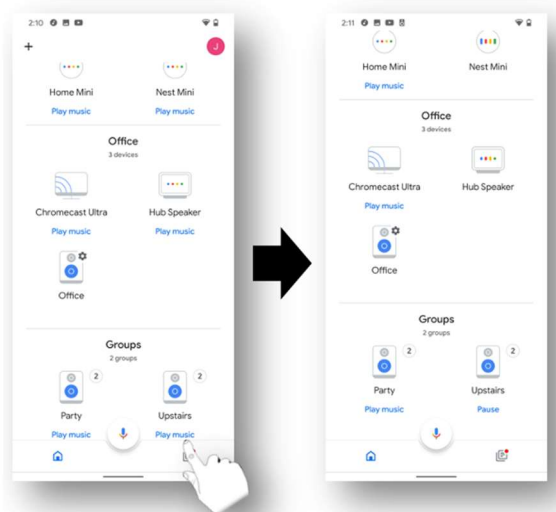 2:10
J
Home Mini Nest Mini
Play music Play music
Office
3 devices
Chromecast Ultra Hub Speaker
Play music Play music
Office
Groups
2 groups
2 2
Party Upstairs
Play music Play music
2:11
Home Mini Nest Mini
Play music
Office
3 devices
Chromecast Ultra Hub Speaker
Play music
Office
Groups
2 groups
2 2
Party Upstairs
Play music Pause